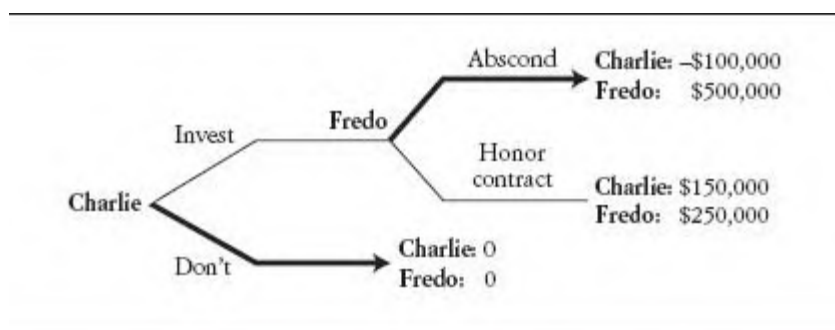 Abscond
Charlie: –$100,000
Fredo: $500,000
Fredo
Invest
Honor
contract
Charlie: $150,000
Fredo: $250,000
Charlie
Don't
Charlie: 0
Fredo: 0